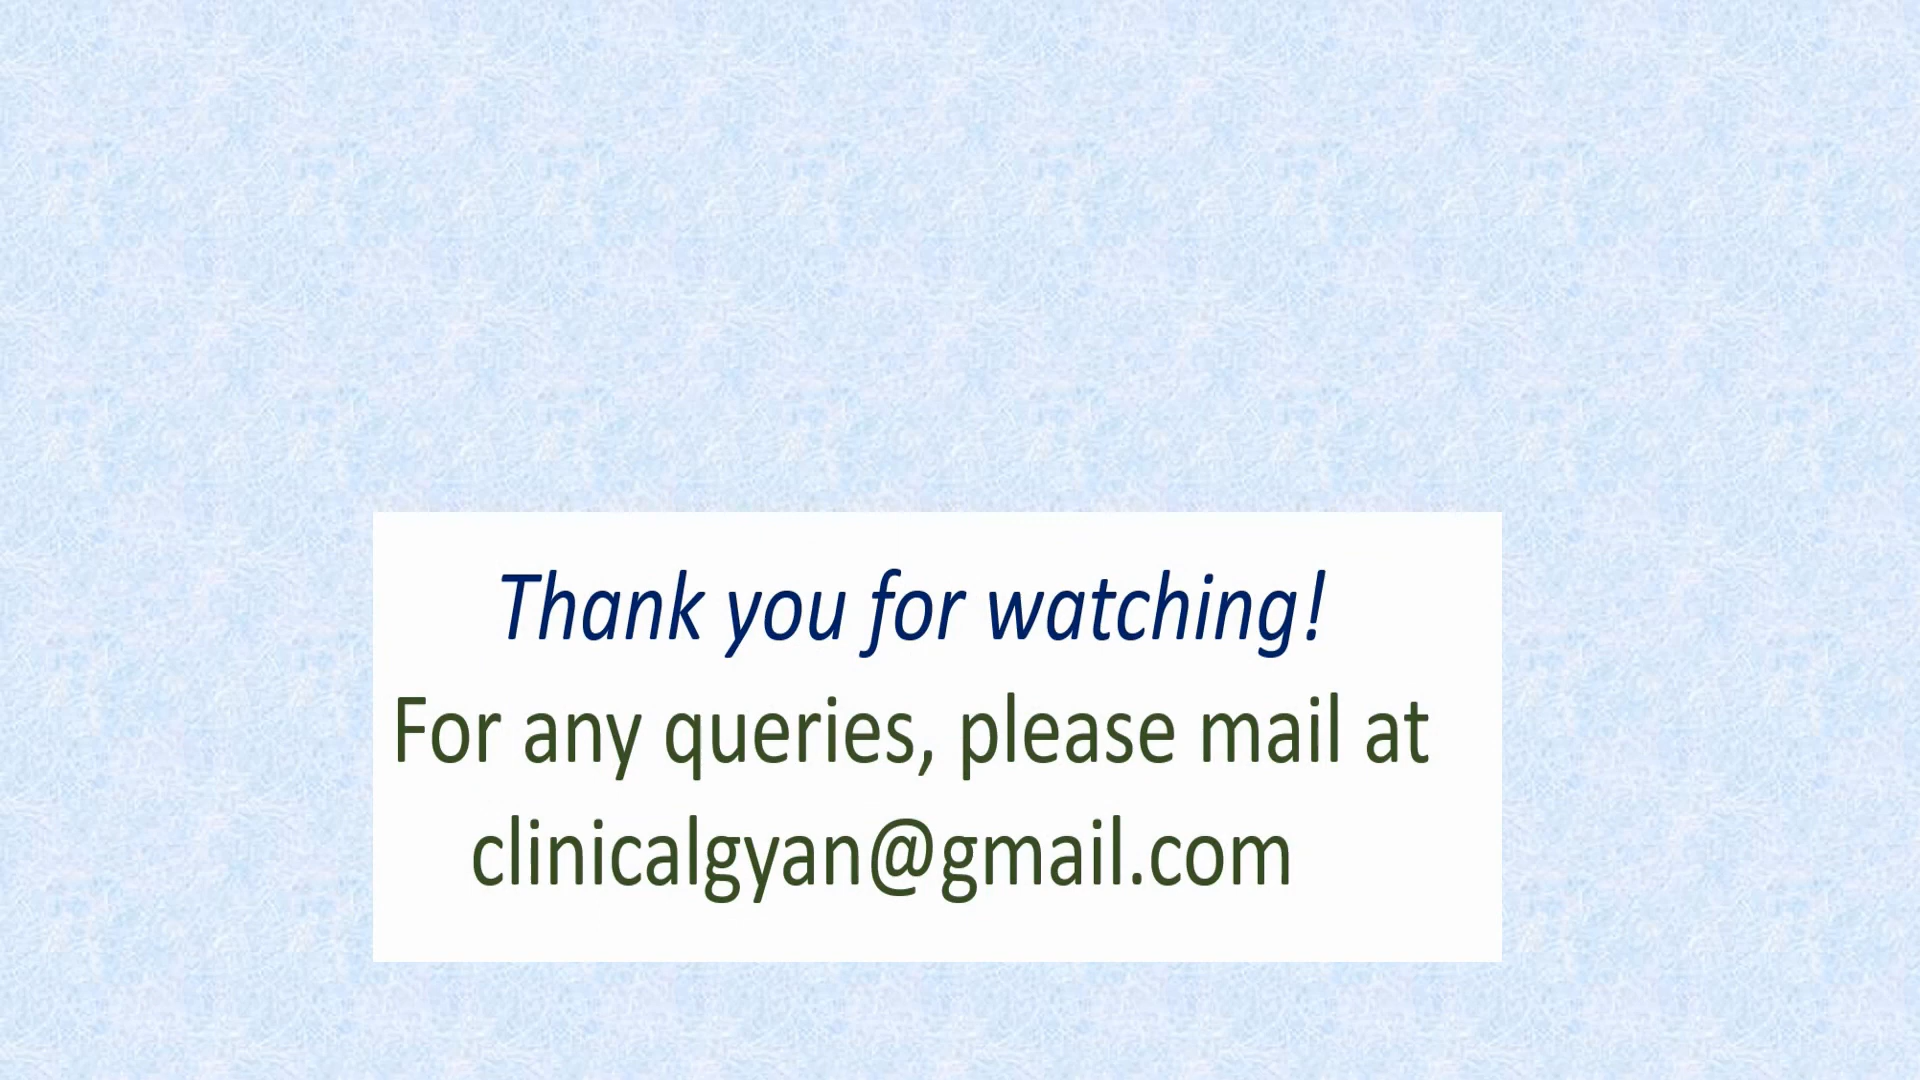 Thank you for watching!
For any queries, please mail at
clinicalgyan@gmail.com